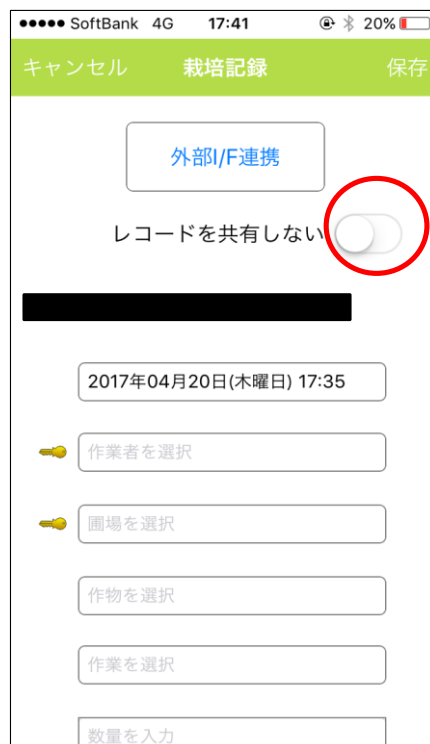 ●●●●● SoftBank 4G 17:41 20%
キャンセル 栽培記録 保存
外部I/F連携
レコードを共有しない
2017年04月20日(木曜日) 17:35
作業者を選択
圃場を選択
作物を選択
作業を選択
数量を入力